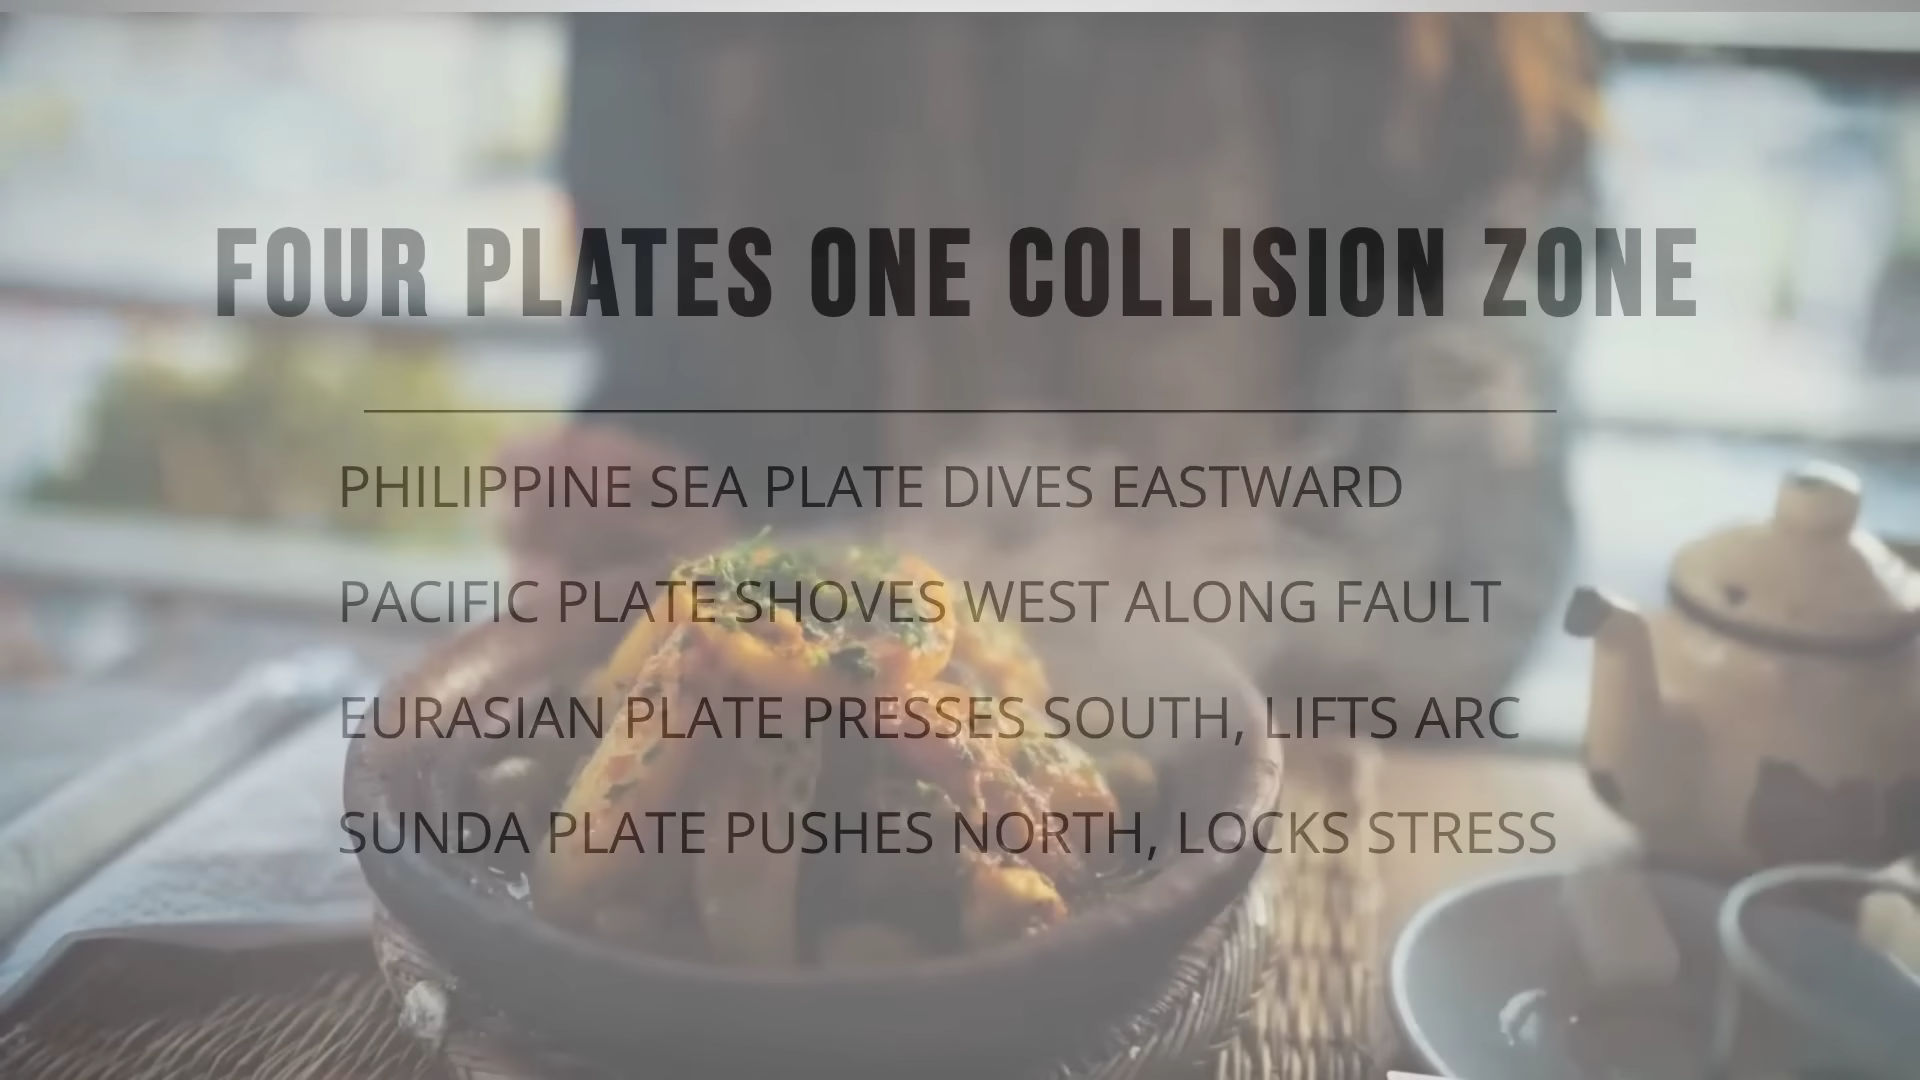 FOUR PLATES ONE COLLISION ZONE
PHILIPPINE SEA PLATE DIVES EASTWARD
PACIFIC PLATE SHOVES WEST ALONG FAULT
EURASIAN PLATE PRESSES SOUTH, LIFTS ARC
SUNDA PLATE PUSHES NORTH, LOCKS STRESS